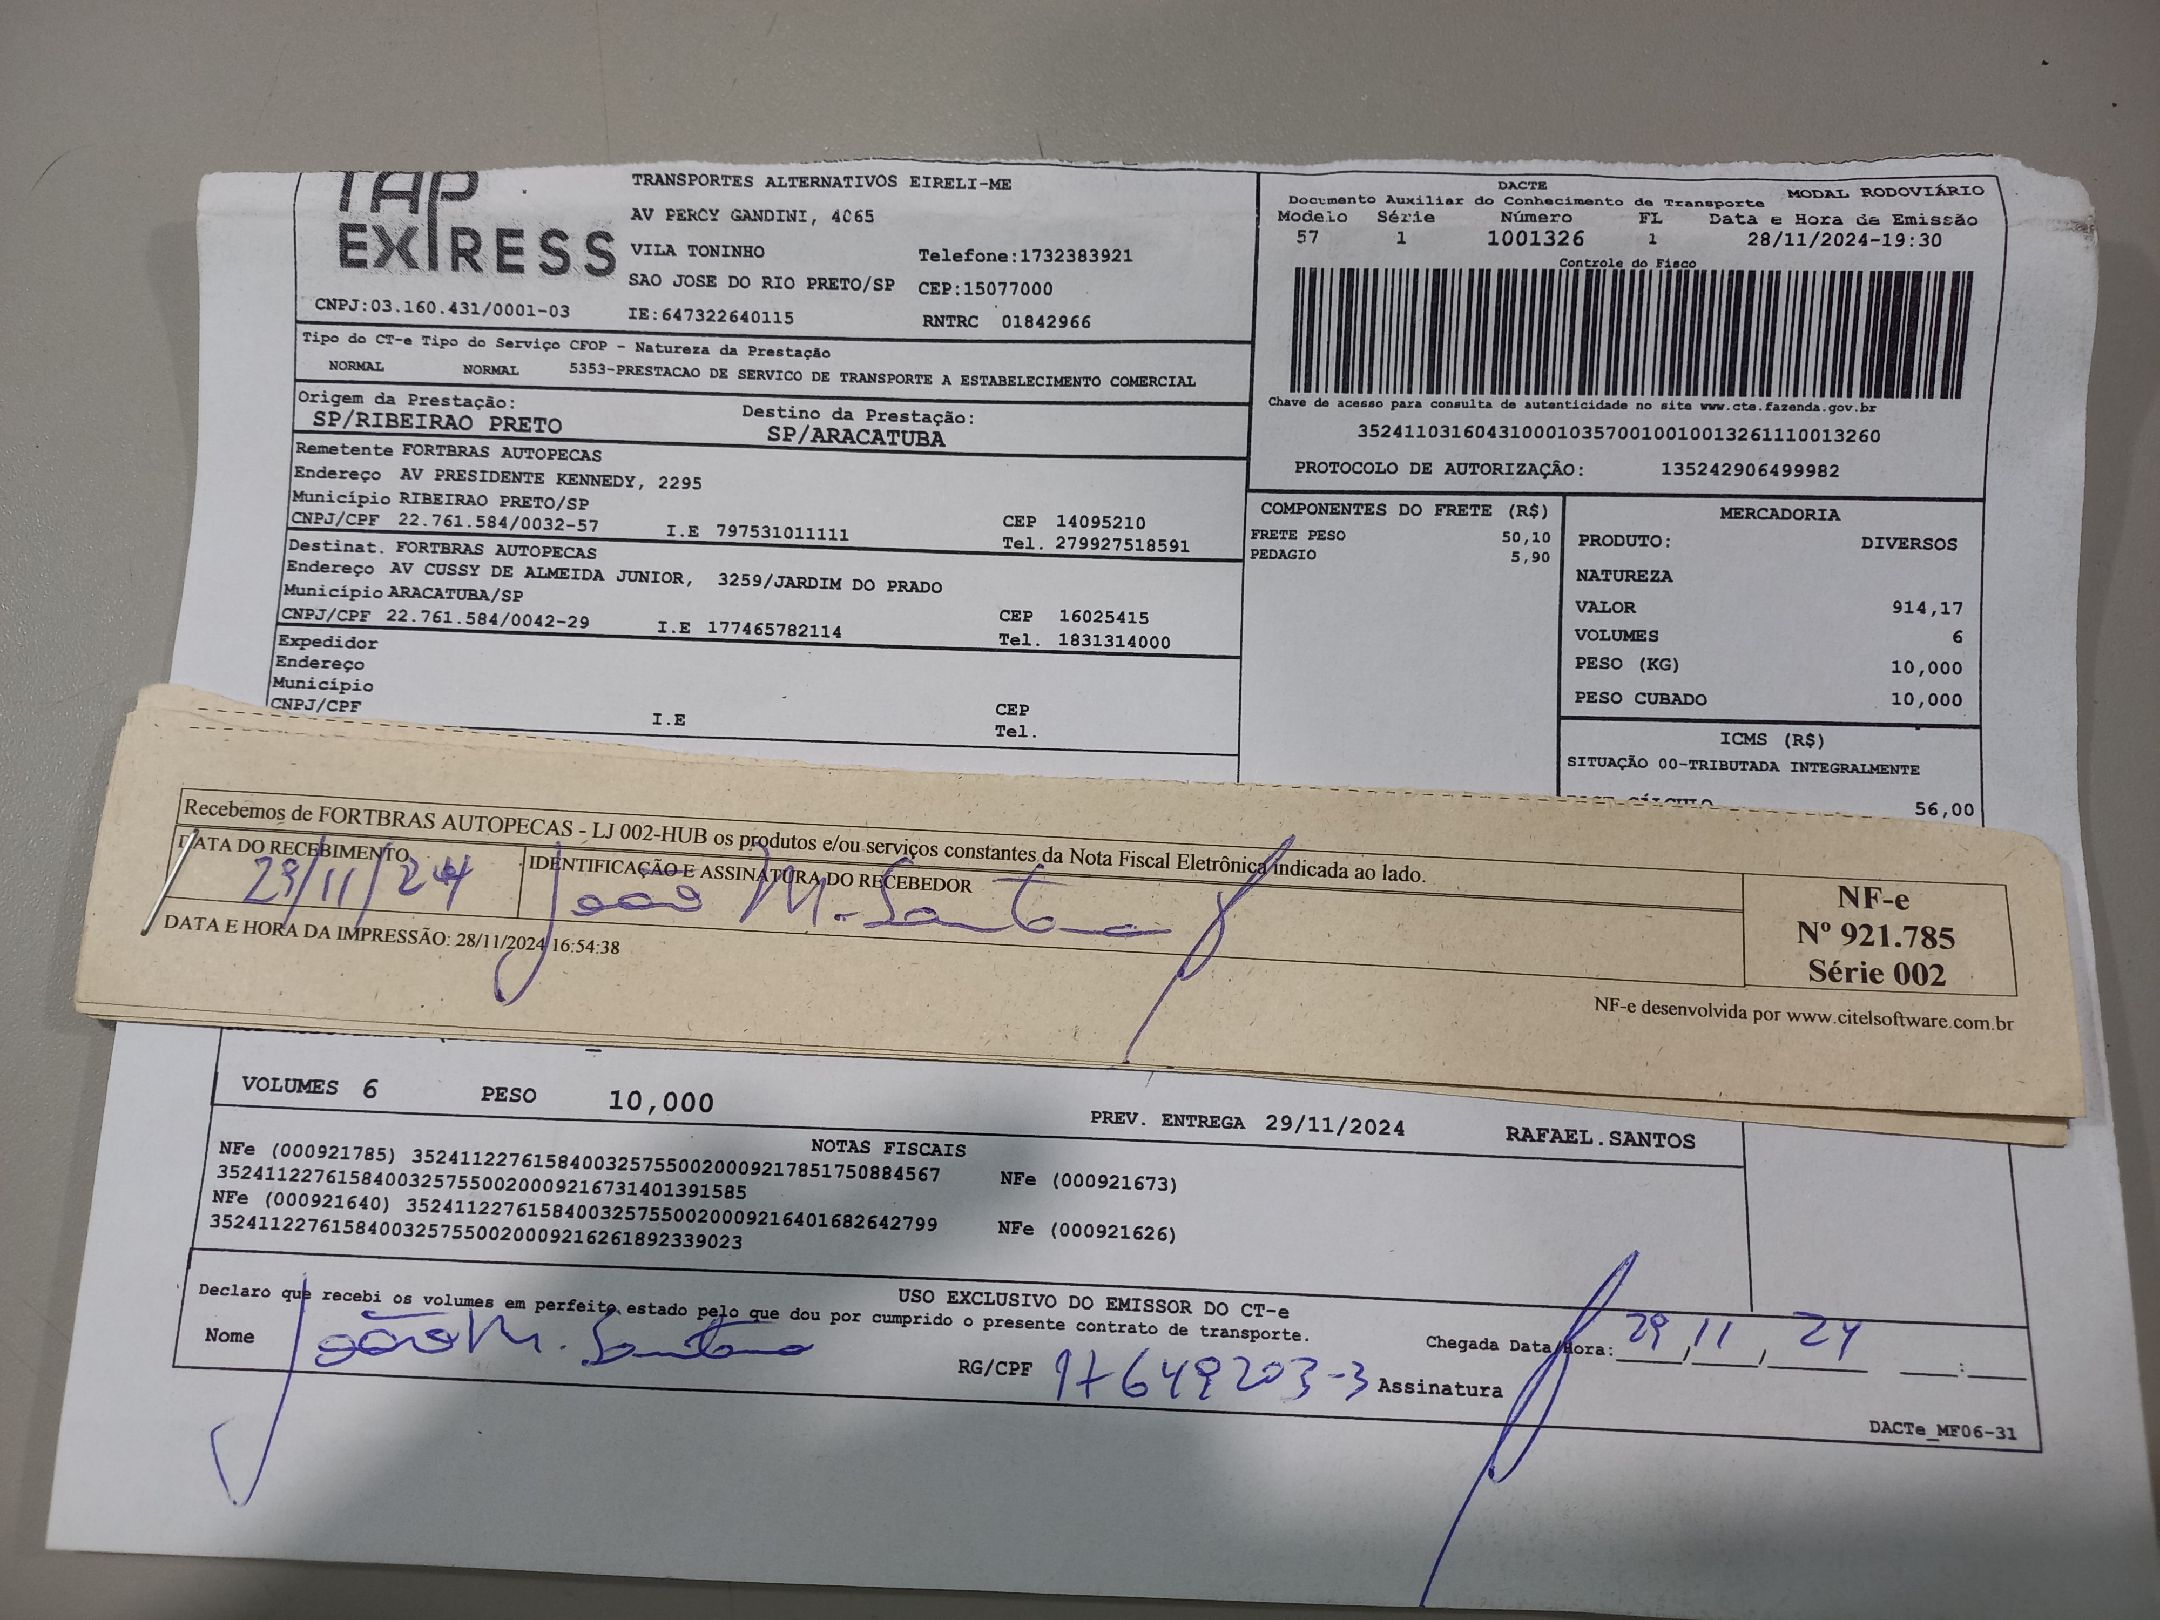 TAP
EXPRESS
TRANSPORTES ALTERNATIVOS EIRELI-ME
AV PERCY GANDINI, 4065
VILA TONINHO Telefone:1732383921
SAO JOSE DO RIO PRETO/SP CEP:15077000
CNPJ:03.160.431/0001-03 IE:647322640115 RNTRC 01842966
DACTE
Documento Auxiliar do Conhecimento de Transporte MODAL RODOVIÁRIO
Modelo Série Número FL Data e Hora de Emissão
57 1 1001326 1 28/11/2024-19:30
Controle do Fisco
Chave de acesso para consulta de autenticidade no site www.cte.fazenda.gov.br
35241103160431000103570010010013261110013260
PROTOCOLO DE AUTORIZAÇÃO: 135242906499982
Tipo do CT-e Tipo do Serviço CFOP - Natureza da Prestação
NORMAL NORMAL 5353-PRESTACAO DE SERVICO DE TRANSPORTE A ESTABELECIMENTO COMERCIAL
Origem da Prestação: Destino da Prestação:
SP/RIBEIRAO PRETO SP/ARACATUBA
Remetente FORTBRAS AUTOPECAS
Endereço AV PRESIDENTE KENNEDY, 2295
Município RIBEIRAO PRETO/SP CEP 14095210
CNPJ/CPF 22.761.584/0032-57 I.E 797531011111 Tel. 279927518591
Destinat. FORTBRAS AUTOPECAS
Endereço AV CUSSY DE ALMEIDA JUNIOR, 3259/JARDIM DO PRADO
Município ARACATUBA/SP CEP 16025415
CNPJ/CPF 22.761.584/0042-29 I.E 177465782114 Tel. 1831314000
Expedidor
Endereço
Município CEP
CNPJ/CPF I.E Tel.
COMPONENTES DO FRETE (R$)
FRETE PESO 50,10
PEDAGIO 5,90
MERCADORIA
PRODUTO: DIVERSOS
NATUREZA
VALOR 914,17
VOLUMES 6
PESO (KG) 10,000
PESO CUBADO 10,000
ICMS (R$)
SITUAÇÃO 00-TRIBUTADA INTEGRALMENTE
56,00
Recebemos de FORTBRAS AUTOPECAS - LJ 002-HUB os produtos e/ou serviços constantes da Nota Fiscal Eletrônica indicada ao lado.
DATA DO RECEBIMENTO IDENTIFICAÇÃO E ASSINATURA DO RECEBEDOR
29/11/24 João M. Santana
DATA E HORA DA IMPRESSÃO: 28/11/2024 16:54:38
NF-e
Nº 921.785
Série 002
NF-e desenvolvida por www.citelsoftware.com.br
VOLUMES 6 PESO 10,000 PREV. ENTREGA 29/11/2024 RAFAEL.SANTOS
NOTAS FISCAIS
NFe (000921785) 35241122761584003257550020009217851750884567 NFe (000921673)
35241122761584003257550020009216731401391585
NFe (000921640) 35241122761584003257550020009216401682642799 NFe (000921626)
35241122761584003257550020009216261892339023
USO EXCLUSIVO DO EMISSOR DO CT-e
Declaro que recebi os volumes em perfeito estado pelo que dou por cumprido o presente contrato de transporte.
Nome João M. Santana RG/CPF 17649203-3 Assinatura
Chegada Data/Hora: 29/11/24 :
DACTe_MF06-31